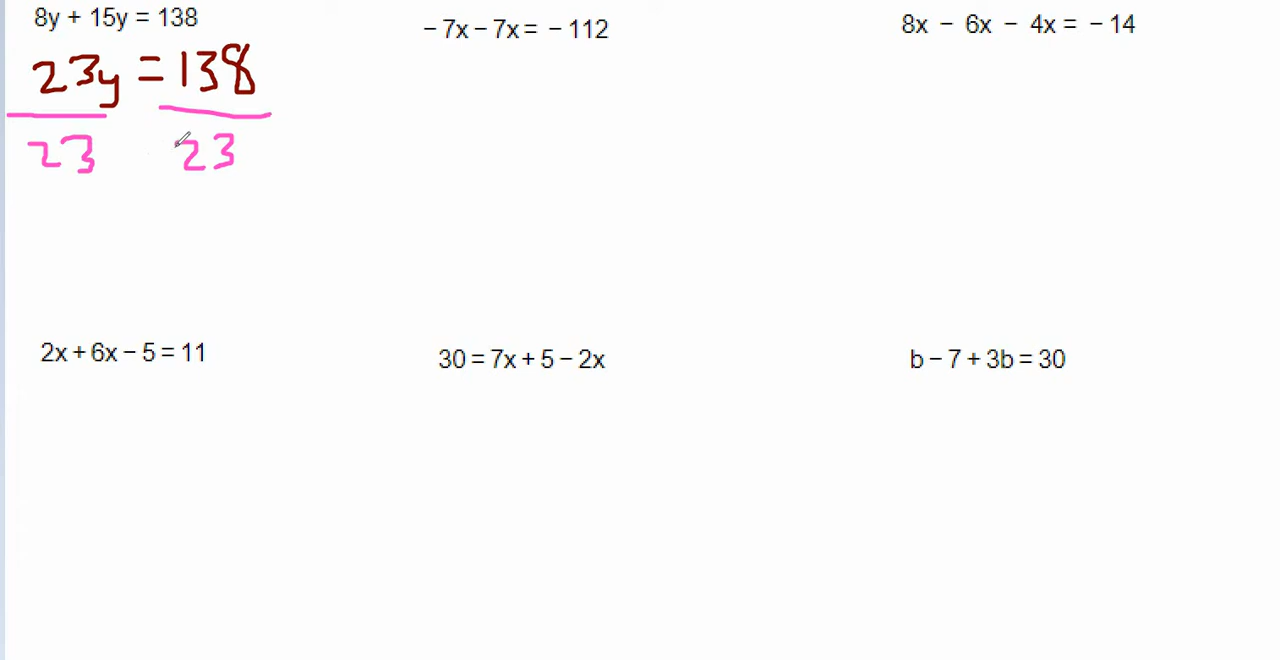 8y + 15y = 138
23y = 138
23 23
− 7x − 7x = − 112
8x − 6x − 4x = − 14
2x + 6x − 5 = 11
30 = 7x + 5 − 2x
b − 7 + 3b = 30